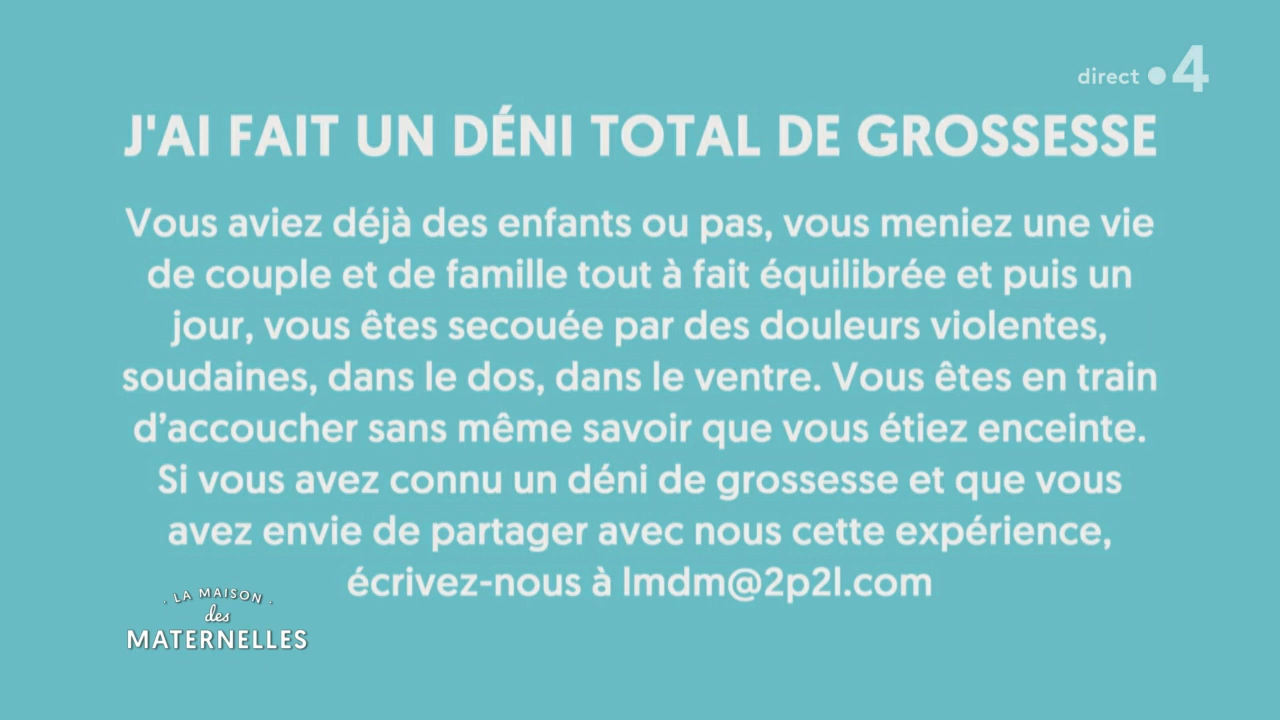 direct 4
J'AI FAIT UN DÉNI TOTAL DE GROSSESSE
Vous aviez déjà des enfants ou pas, vous meniez une vie
de couple et de famille tout à fait équilibrée et puis un
jour, vous êtes secouée par des douleurs violentes,
soudaines, dans le dos, dans le ventre. Vous êtes en train
d’accoucher sans même savoir que vous étiez enceinte.
Si vous avez connu un déni de grossesse et que vous
avez envie de partager avec nous cette expérience,
écrivez-nous à lmdm@2p2l.com
. LA MAISON .
des
MATERNELLES